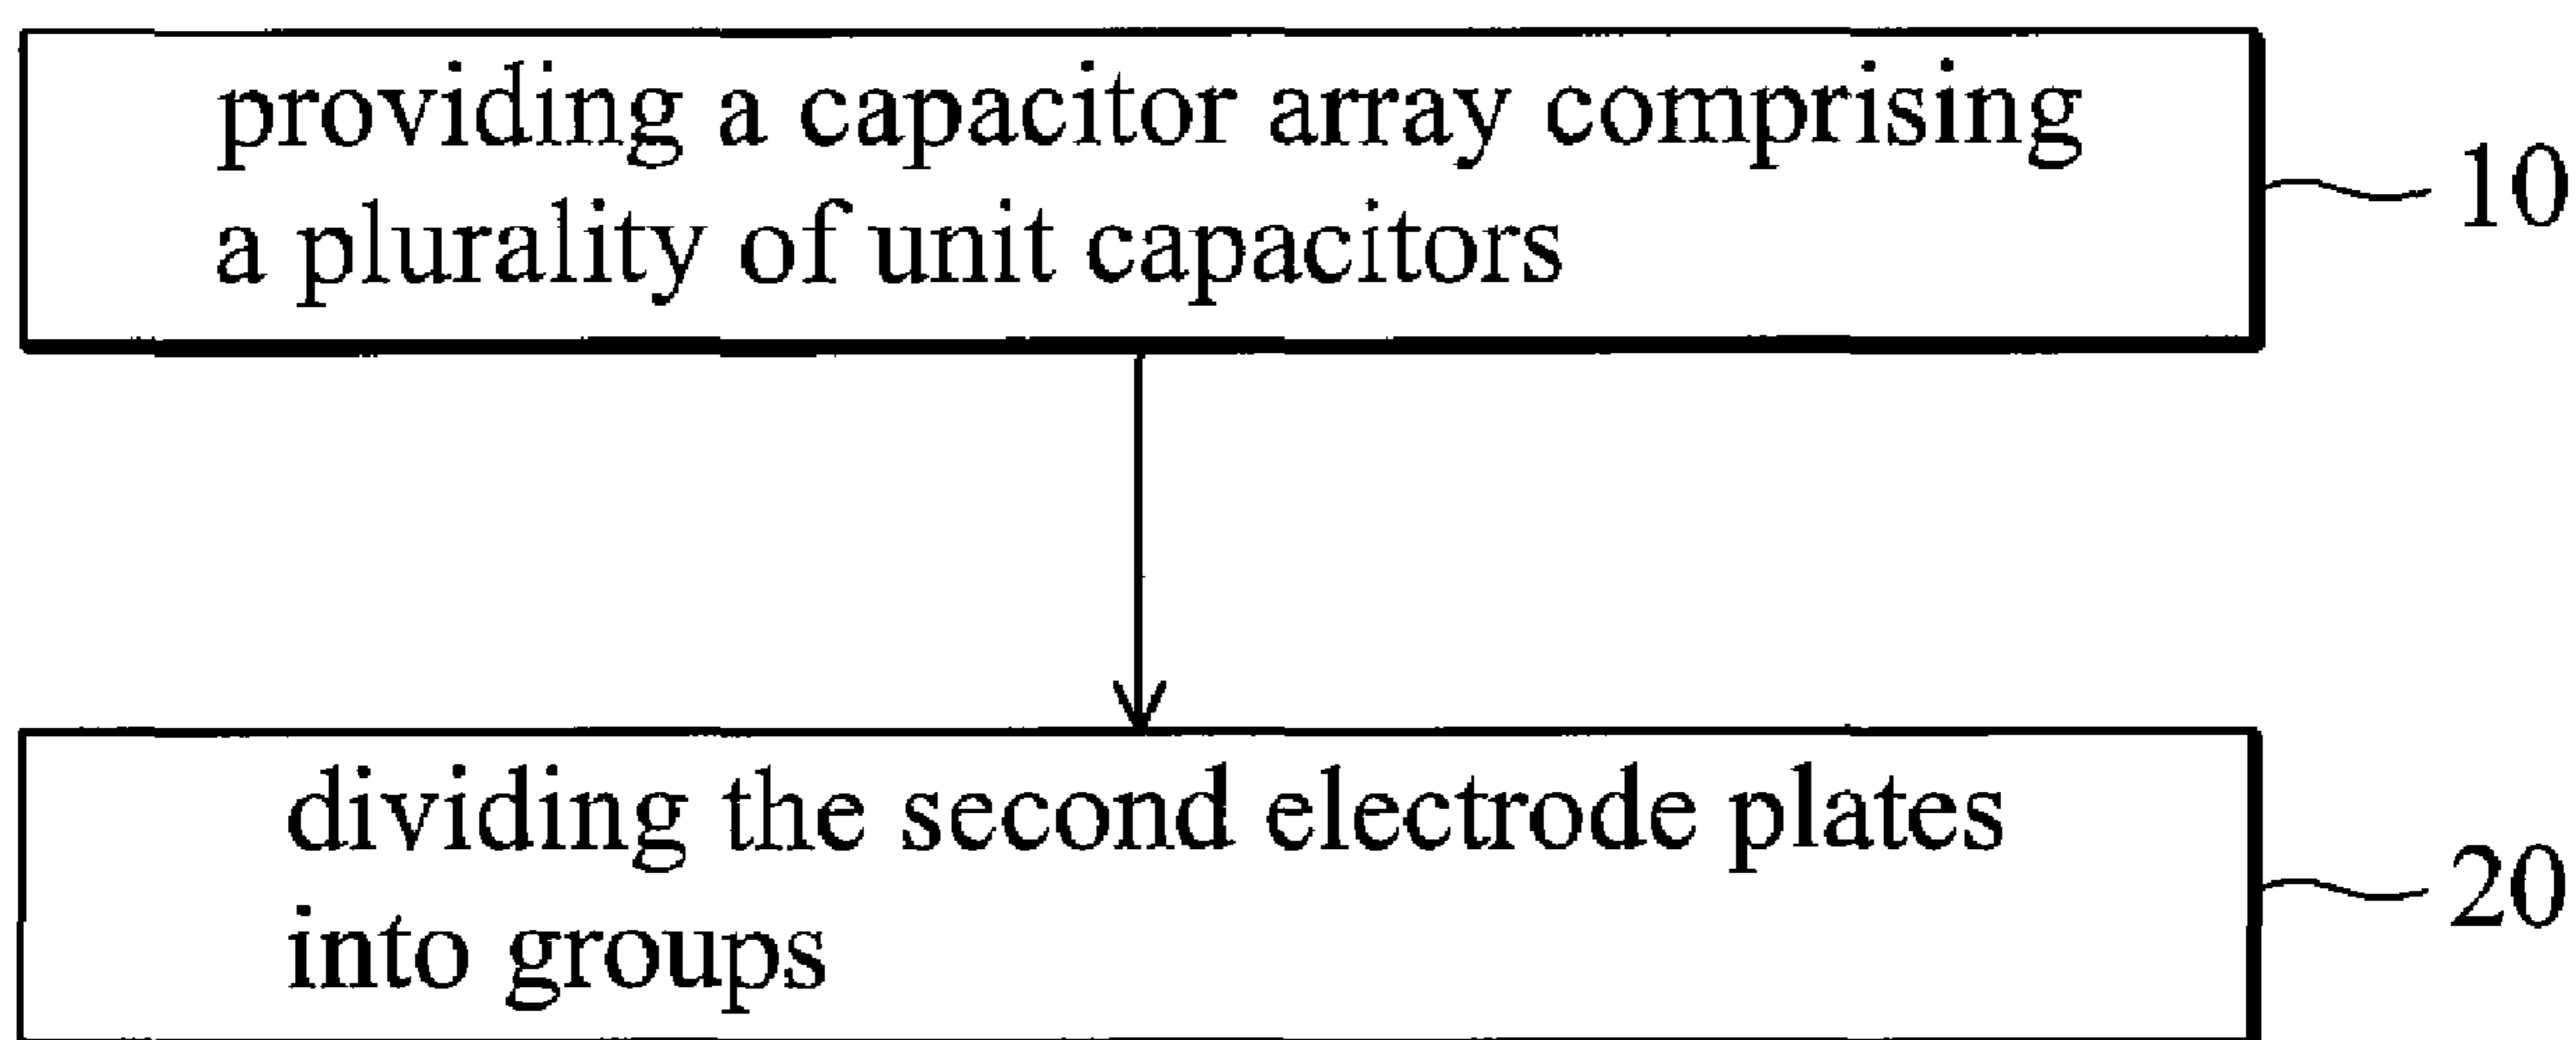 providing a capacitor array comprising
a plurality of unit capacitors
10
dividing the second electrode plates
into groups
20